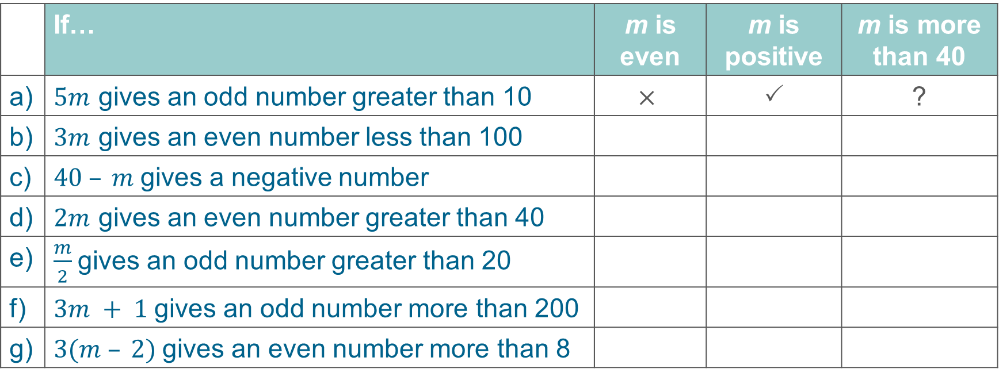 If… m is even m is positive m is more than 40
a) 5m gives an odd number greater than 10 × ✓ ?
b) 3m gives an even number less than 100
c) 40 – m gives a negative number
d) 2m gives an even number greater than 40
e) m/2 gives an odd number greater than 20
f) 3m + 1 gives an odd number more than 200
g) 3(m – 2) gives an even number more than 8